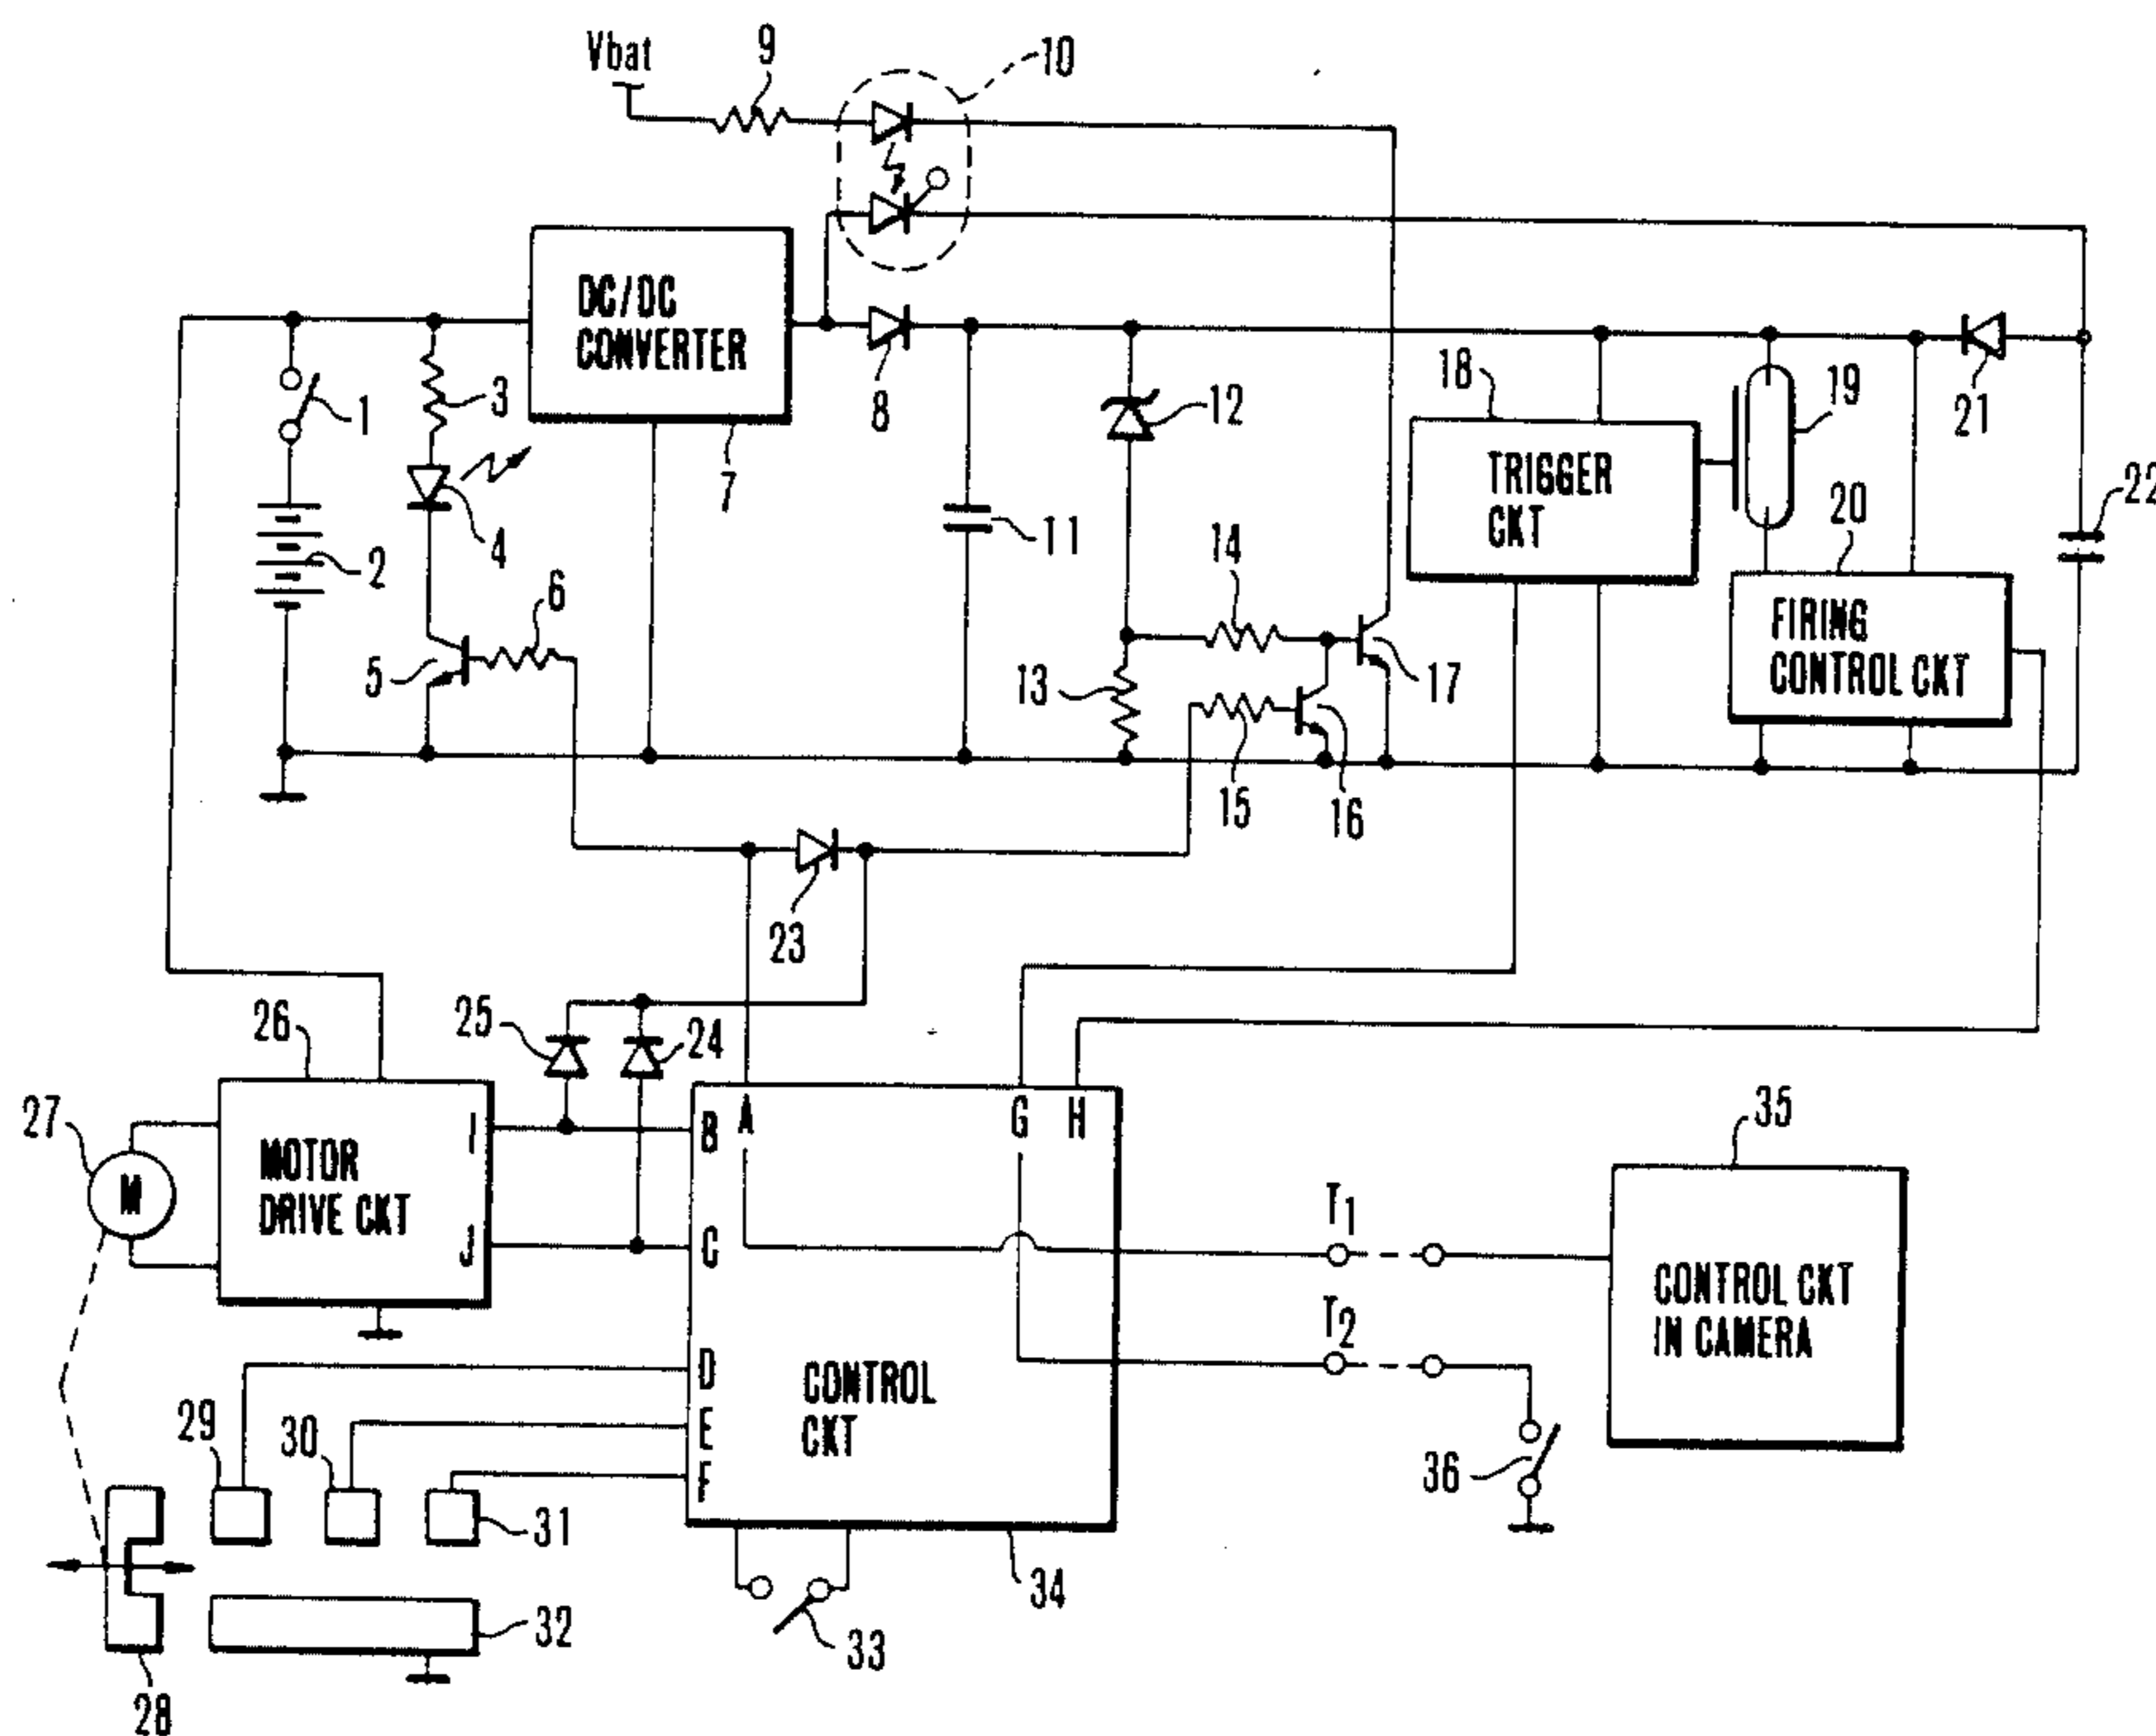 Vbat
9
10
DC/DC
CONVERTER
1
3
8
12
18
19
21
2
4
7
11
TRIGGER
CKT
20
22
6
14
5
13
17
FIRING
CONTROL CKT
15
16
23
26
25
24
27
I
B
A
G
H
35
M
MOTOR
DRIVE CKT
T1
J
C
CONTROL CKT
IN CAMERA
T2
D
CONTROL
CKT
29
30
E
F
36
31
34
32
33
28